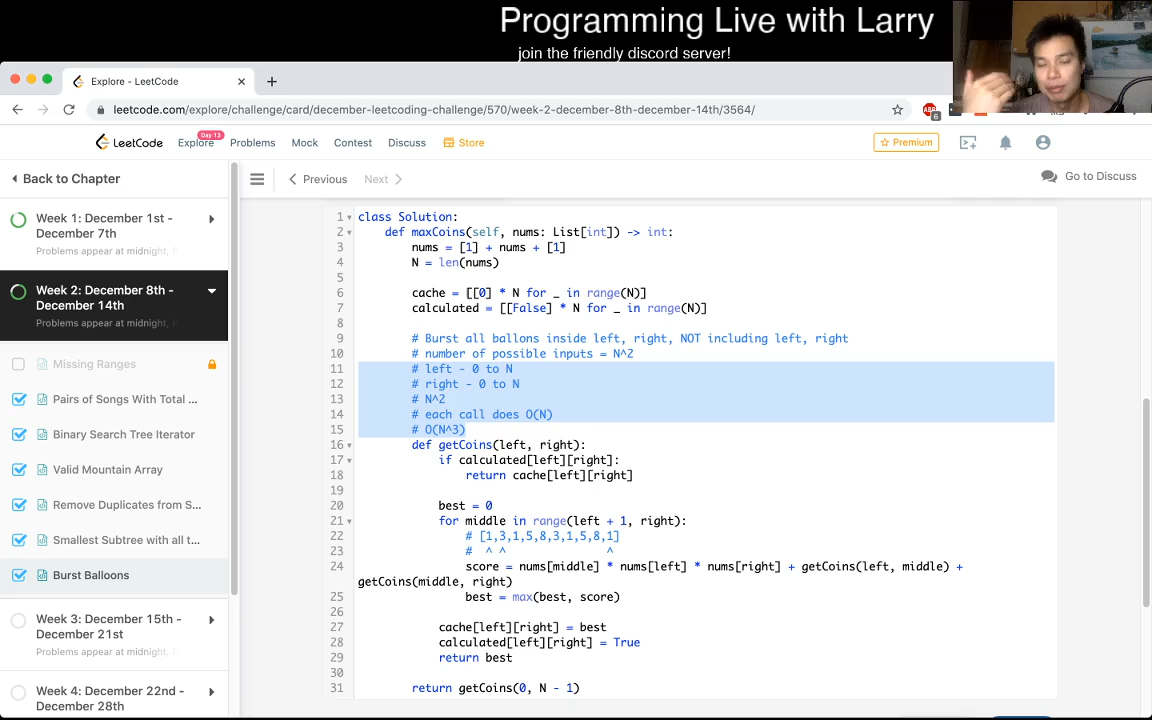 Programming Live with Larry
join the friendly discord server!
Explore - LeetCode
leetcode.com/explore/challenge/card/december-leetcoding-challenge/570/week-2-december-8th-december-14th/3564/
ABP
6
LeetCode
Explore
Day 13
Problems
Mock
Contest
Discuss
Store
Premium
Back to Chapter
Previous
Next
Go to Discuss
Week 1: December 1st -
December 7th
Problems appear at midnight, P
Week 2: December 8th -
December 14th
Problems appear at midnight, P
Missing Ranges
Pairs of Songs With Total ...
Binary Search Tree Iterator
Valid Mountain Array
Remove Duplicates from S...
Smallest Subtree with all t...
Burst Balloons
Week 3: December 15th -
December 21st
Problems appear at midnight, P
Week 4: December 22nd -
December 28th
1 class Solution:
2 def maxCoins(self, nums: List[int]) -> int:
3 nums = [1] + nums + [1]
4 N = len(nums)
5
6 cache = [[0] * N for _ in range(N)]
7 calculated = [[False] * N for _ in range(N)]
8
9 # Burst all ballons inside left, right, NOT including left, right
10 # number of possible inputs = N^2
11 # left - 0 to N
12 # right - 0 to N
13 # N^2
14 # each call does O(N)
15 # O(N^3)
16 def getCoins(left, right):
17 if calculated[left][right]:
18 return cache[left][right]
19
20 best = 0
21 for middle in range(left + 1, right):
22 # [1,3,1,5,8,3,1,5,8,1]
23 # ^ ^ ^
24 score = nums[middle] * nums[left] * nums[right] + getCoins(left, middle) +
getCoins(middle, right)
25 best = max(best, score)
26
27 cache[left][right] = best
28 calculated[left][right] = True
29 return best
30
31 return getCoins(0, N - 1)